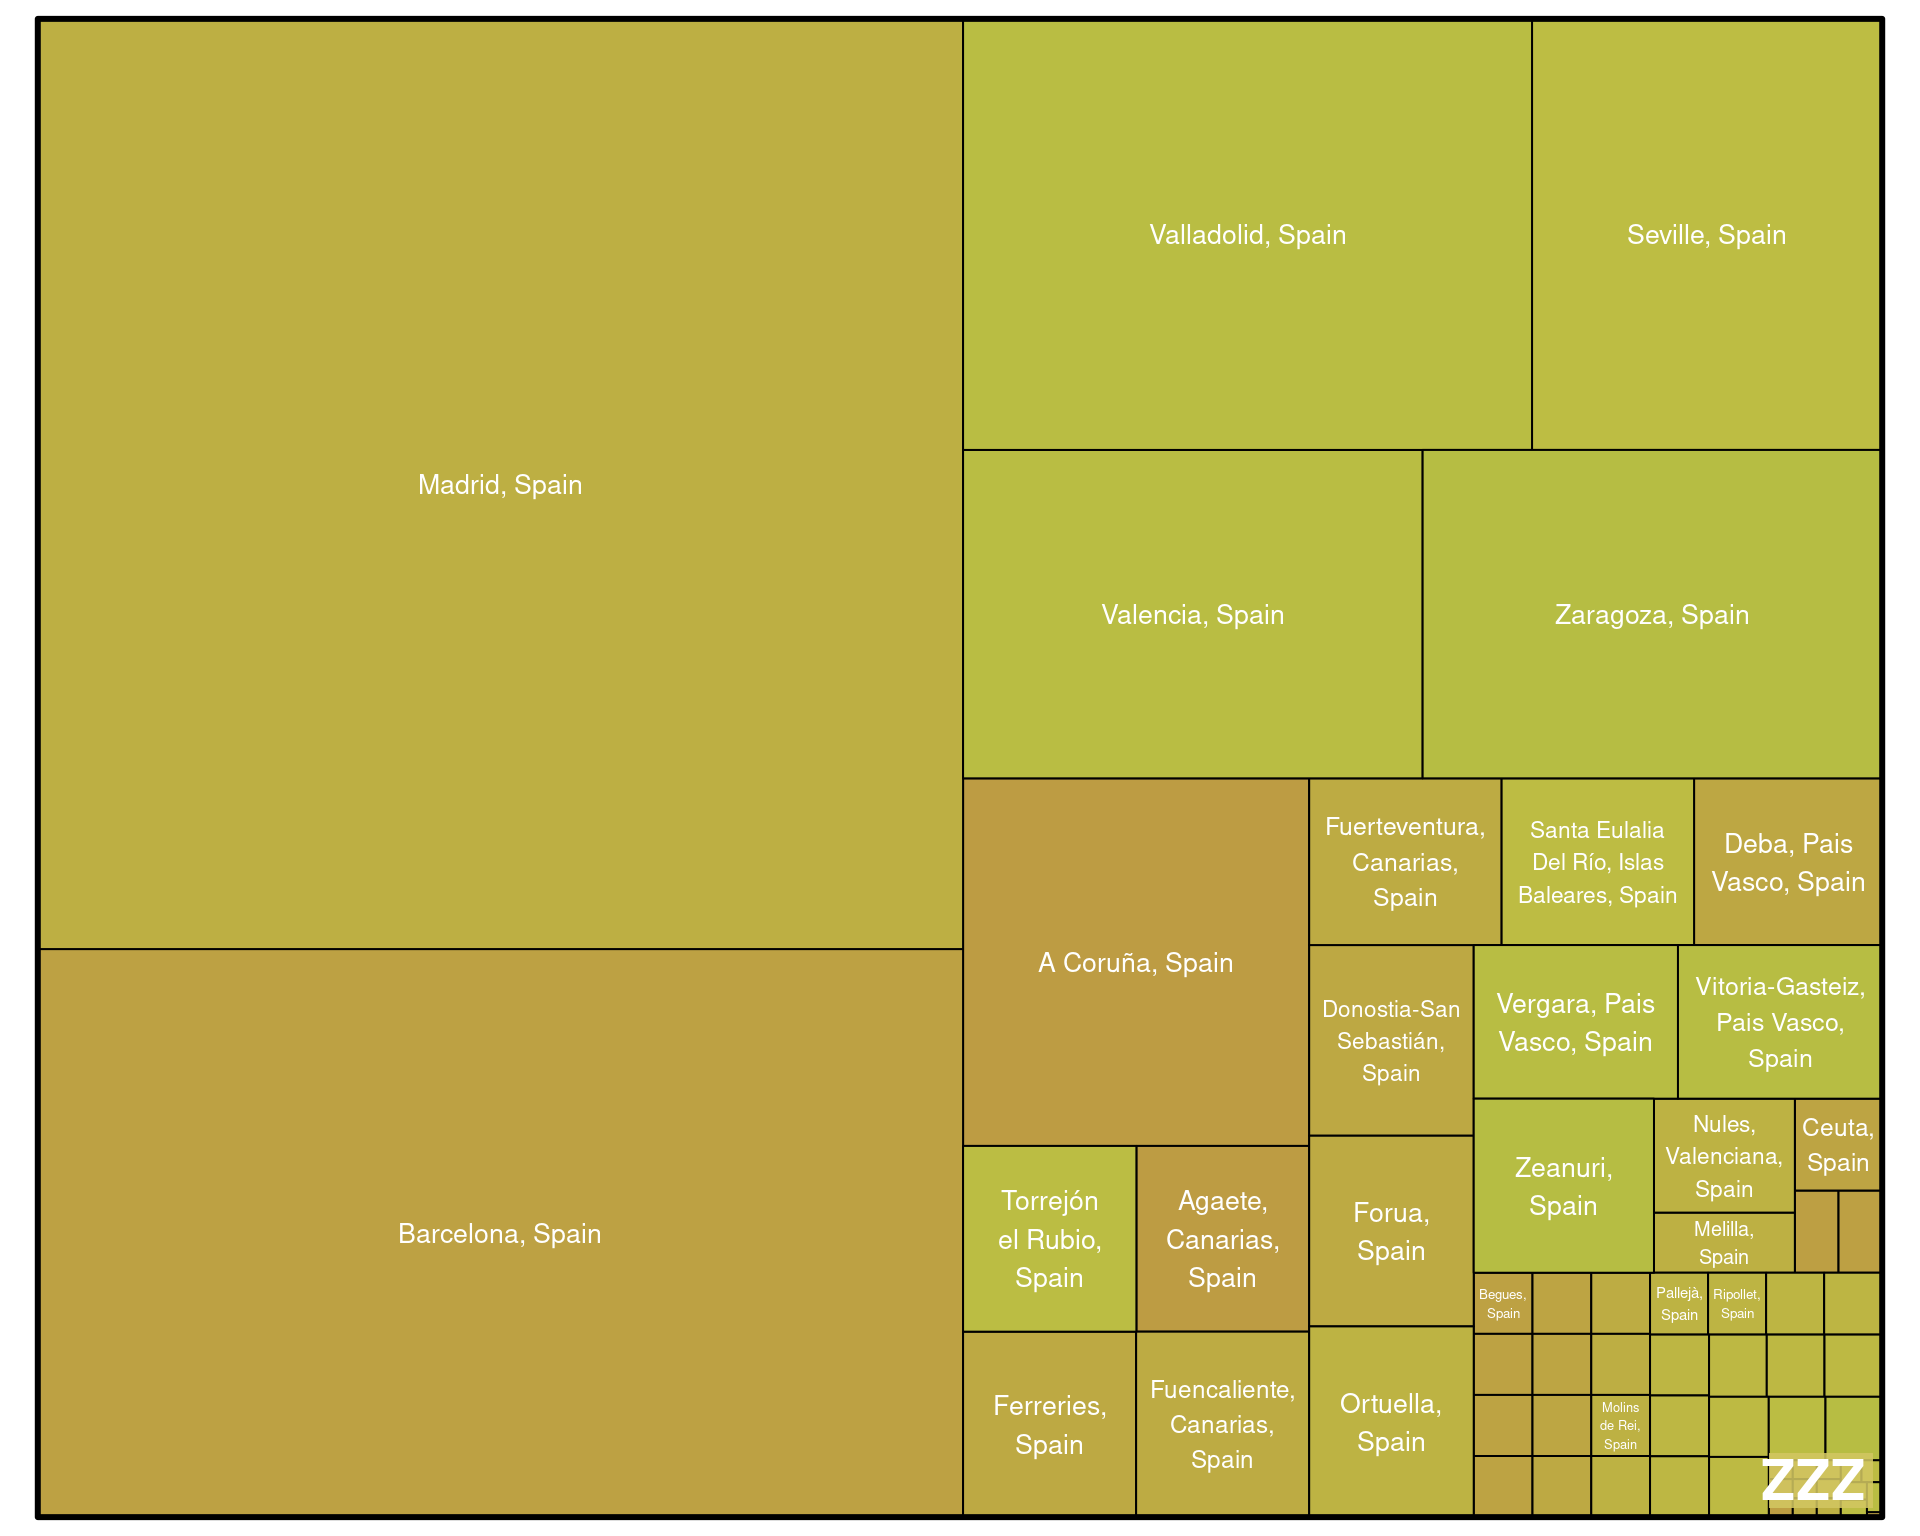 Madrid, Spain
Barcelona, Spain
Valladolid, Spain
Seville, Spain
Valencia, Spain
Zaragoza, Spain
A Coruña, Spain
Fuerteventura,
Canarias,
Spain
Santa Eulalia
Del Río, Islas
Baleares, Spain
Deba, Pais
Vasco, Spain
Donostia-San
Sebastián,
Spain
Vergara, Pais
Vasco, Spain
Vitoria-Gasteiz,
Pais Vasco,
Spain
Torrejón
el Rubio,
Spain
Agaete,
Canarias,
Spain
Forua,
Spain
Zeanuri,
Spain
Nules,
Valenciana,
Spain
Ceuta,
Spain
Melilla,
Spain
Ferreries,
Spain
Fuencaliente,
Canarias,
Spain
Ortuella,
Spain
Begues,
Spain
Pallejà,
Spain
Ripollet,
Spain
Molins
de Rei,
Spain
ZZZ